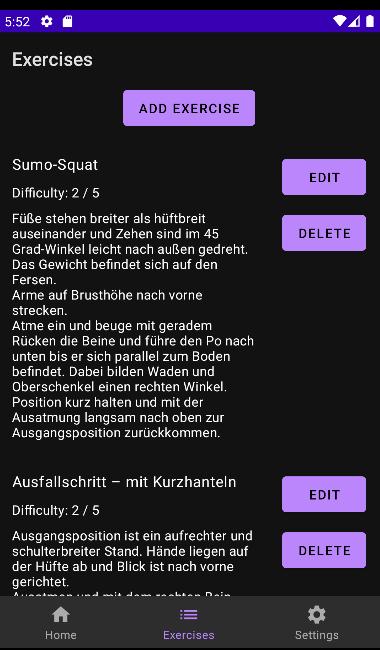 5:52
Exercises
ADD EXERCISE
Sumo-Squat
EDIT
Difficulty: 2 / 5
DELETE
Füße stehen breiter als hüftbreit
auseinander und Zehen sind im 45
Grad-Winkel leicht nach außen gedreht.
Das Gewicht befindet sich auf den
Fersen.
Arme auf Brusthöhe nach vorne
strecken.
Atme ein und beuge mit geradem
Rücken die Beine und führe den Po nach
unten bis er sich parallel zum Boden
befindet. Dabei bilden Waden und
Oberschenkel einen rechten Winkel.
Position kurz halten und mit der
Ausatmung langsam nach oben zur
Ausgangsposition zurückkommen.
Ausfallschritt – mit Kurzhanteln
EDIT
Difficulty: 2 / 5
DELETE
Ausgangsposition ist ein aufrechter und
schulterbreiter Stand. Hände liegen auf
der Hüfte ab und Blick ist nach vorne
gerichtet.
Ausatmen und mit dem rechten Bein
Home
Exercises
Settings